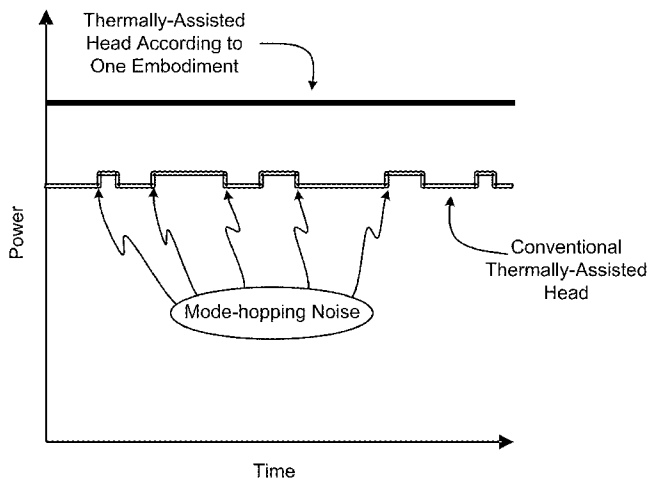 Thermally-Assisted
Head According to
One Embodiment
Power
Conventional
Thermally-Assisted
Head
Mode-hopping Noise
Time